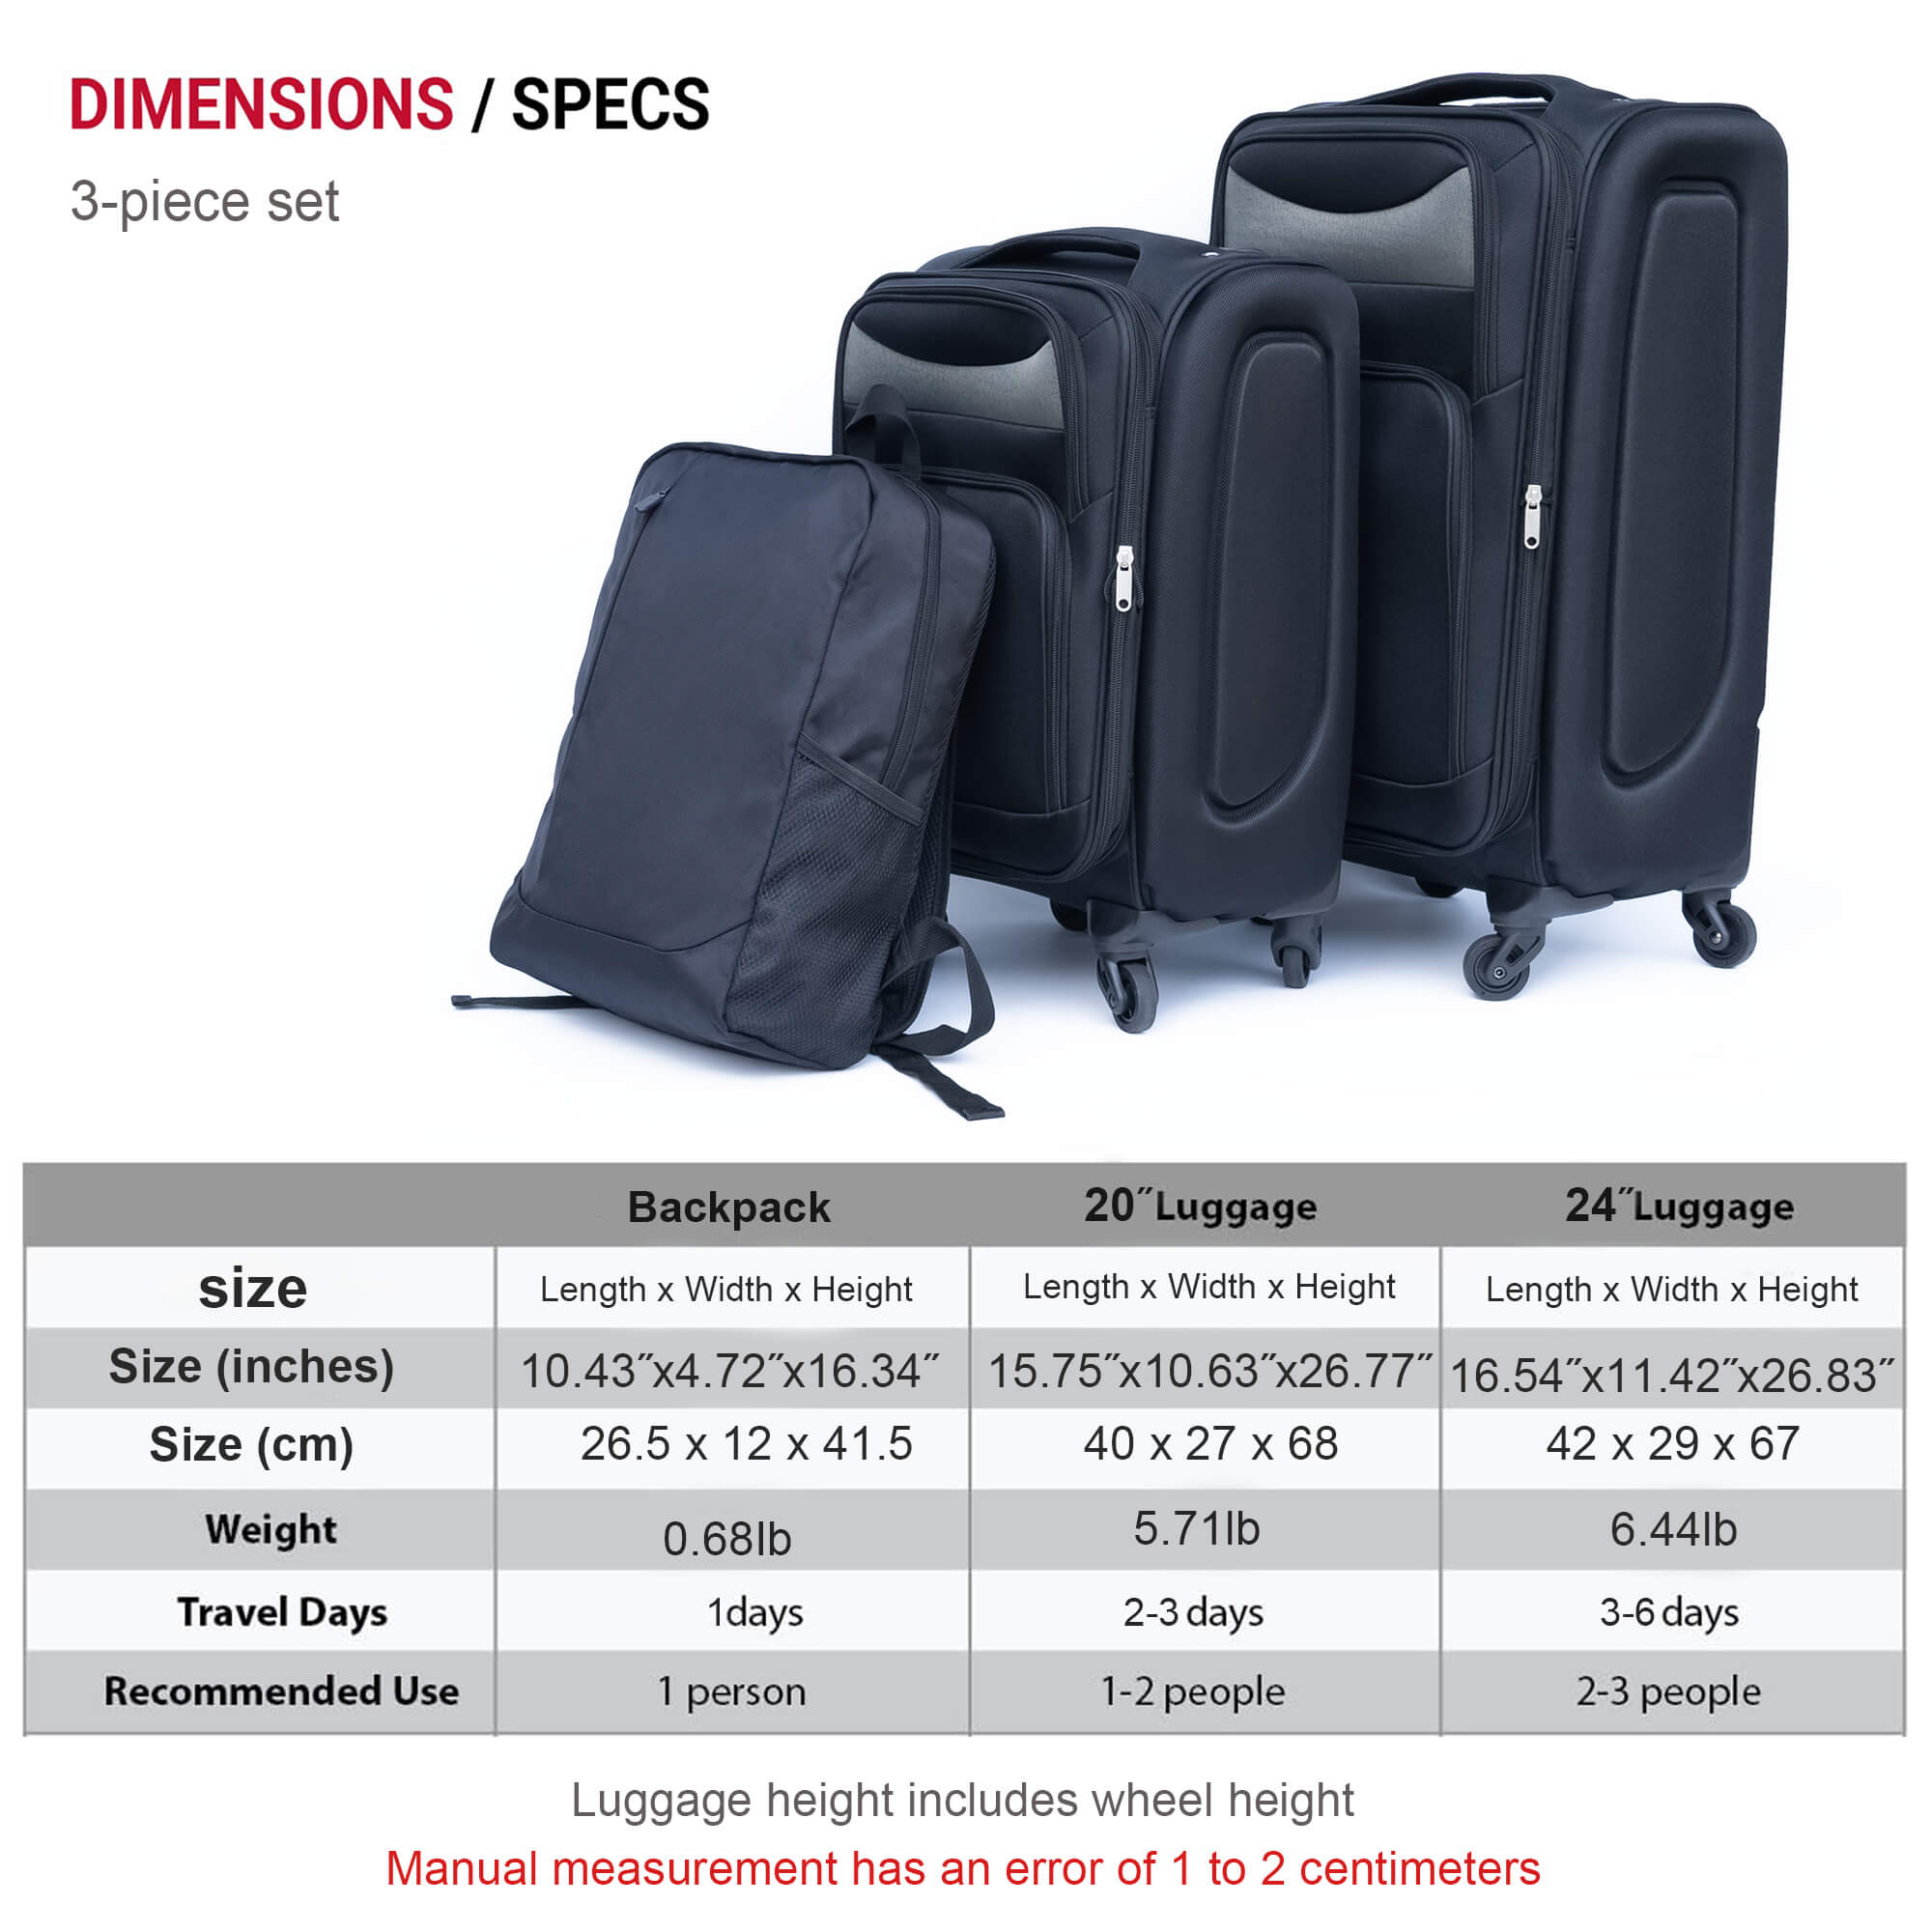 DIMENSIONS / SPECS
3-piece set
Backpack 20″Luggage 24″Luggage
size Length x Width x Height Length x Width x Height Length x Width x Height
Size (inches) 10.43″x4.72″x16.34″ 15.75″x10.63″x26.77″ 16.54″x11.42″x26.83″
Size (cm) 26.5 x 12 x 41.5 40 x 27 x 68 42 x 29 x 67
Weight 0.68lb 5.71lb 6.44lb
Travel Days 1days 2-3 days 3-6 days
Recommended Use 1 person 1-2 people 2-3 people
Luggage height includes wheel height
Manual measurement has an error of 1 to 2 centimeters